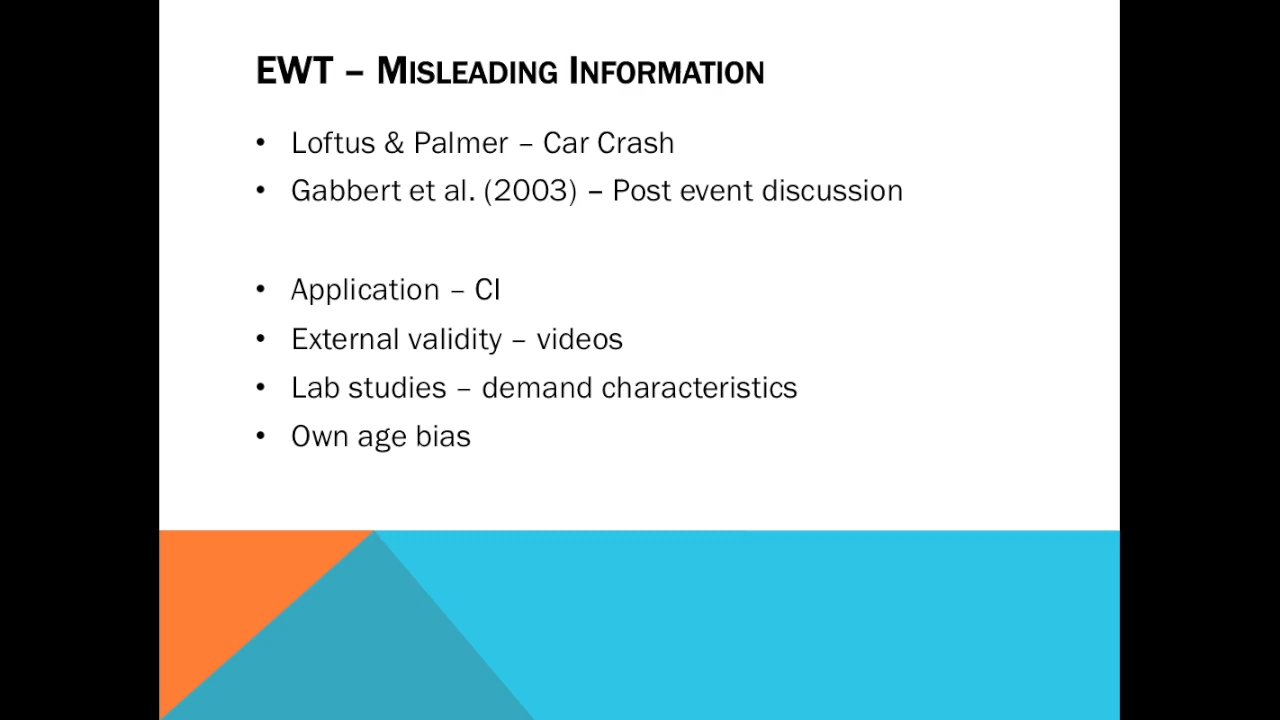 EWT – MISLEADING INFORMATION
• Loftus & Palmer – Car Crash
• Gabbert et al. (2003) – Post event discussion
• Application – CI
• External validity – videos
• Lab studies – demand characteristics
• Own age bias